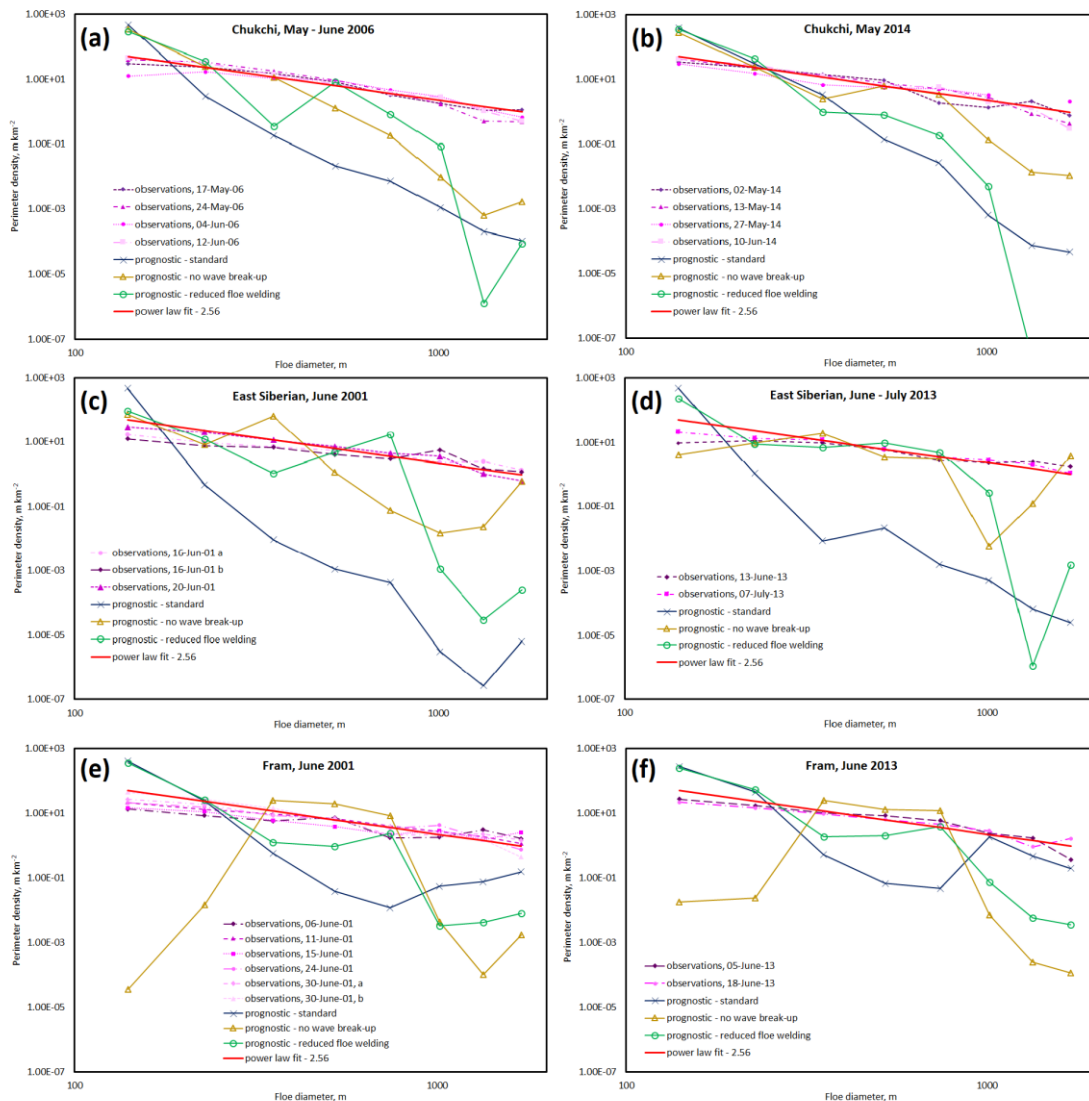 (a)
Chukchi, May - June 2006
1.00E+03
1.00E+01
1.00E-01
1.00E-03
1.00E-05
1.00E-07
Perimeter density, m km⁻²
observations, 17-May-06
observations, 24-May-06
observations, 04-Jun-06
observations, 12-Jun-06
prognostic - standard
prognostic - no wave break-up
prognostic - reduced floe welding
power law fit - 2.56
100
1000
Floe diameter, m
(b)
Chukchi, May 2014
1.00E+03
1.00E+01
1.00E-01
1.00E-03
1.00E-05
1.00E-07
Perimeter density, m km⁻²
observations, 02-May-14
observations, 13-May-14
observations, 27-May-14
observations, 10-Jun-14
prognostic - standard
prognostic - no wave break-up
prognostic - reduced floe welding
power law fit - 2.56
100
1000
Floe diameter, m
(c)
East Siberian, June 2001
1.00E+03
1.00E+01
1.00E-01
1.00E-03
1.00E-05
1.00E-07
Perimeter density, m km⁻²
observations, 16-Jun-01 a
observations, 16-Jun-01 b
observations, 20-Jun-01
prognostic - standard
prognostic - no wave break-up
prognostic - reduced floe welding
power law fit - 2.56
100
1000
Floe diameter, m
(d)
East Siberian, June - July 2013
1.00E+03
1.00E+01
1.00E-01
1.00E-03
1.00E-05
1.00E-07
Perimeter density, m km⁻²
observations, 13-June-13
observations, 07-July-13
prognostic - standard
prognostic - no wave break-up
prognostic - reduced floe welding
power law fit - 2.56
100
1000
Floe diameter, m
(e)
Fram, June 2001
1.00E+03
1.00E+01
1.00E-01
1.00E-03
1.00E-05
1.00E-07
Perimeter density, m km⁻²
observations, 06-June-01
observations, 11-June-01
observations, 15-June-01
observations, 24-June-01
observations, 30-June-01, a
observations, 30-June-01, b
prognostic - standard
prognostic - no wave break-up
prognostic - reduced floe welding
power law fit - 2.56
100
1000
Floe diameter, m
(f)
Fram, June 2013
1.00E+03
1.00E+01
1.00E-01
1.00E-03
1.00E-05
1.00E-07
Perimeter density, m km⁻²
observations, 05-June-13
observations, 18-June-13
prognostic - standard
prognostic - no wave break-up
prognostic - reduced floe welding
power law fit - 2.56
100
1000
Floe diameter, m